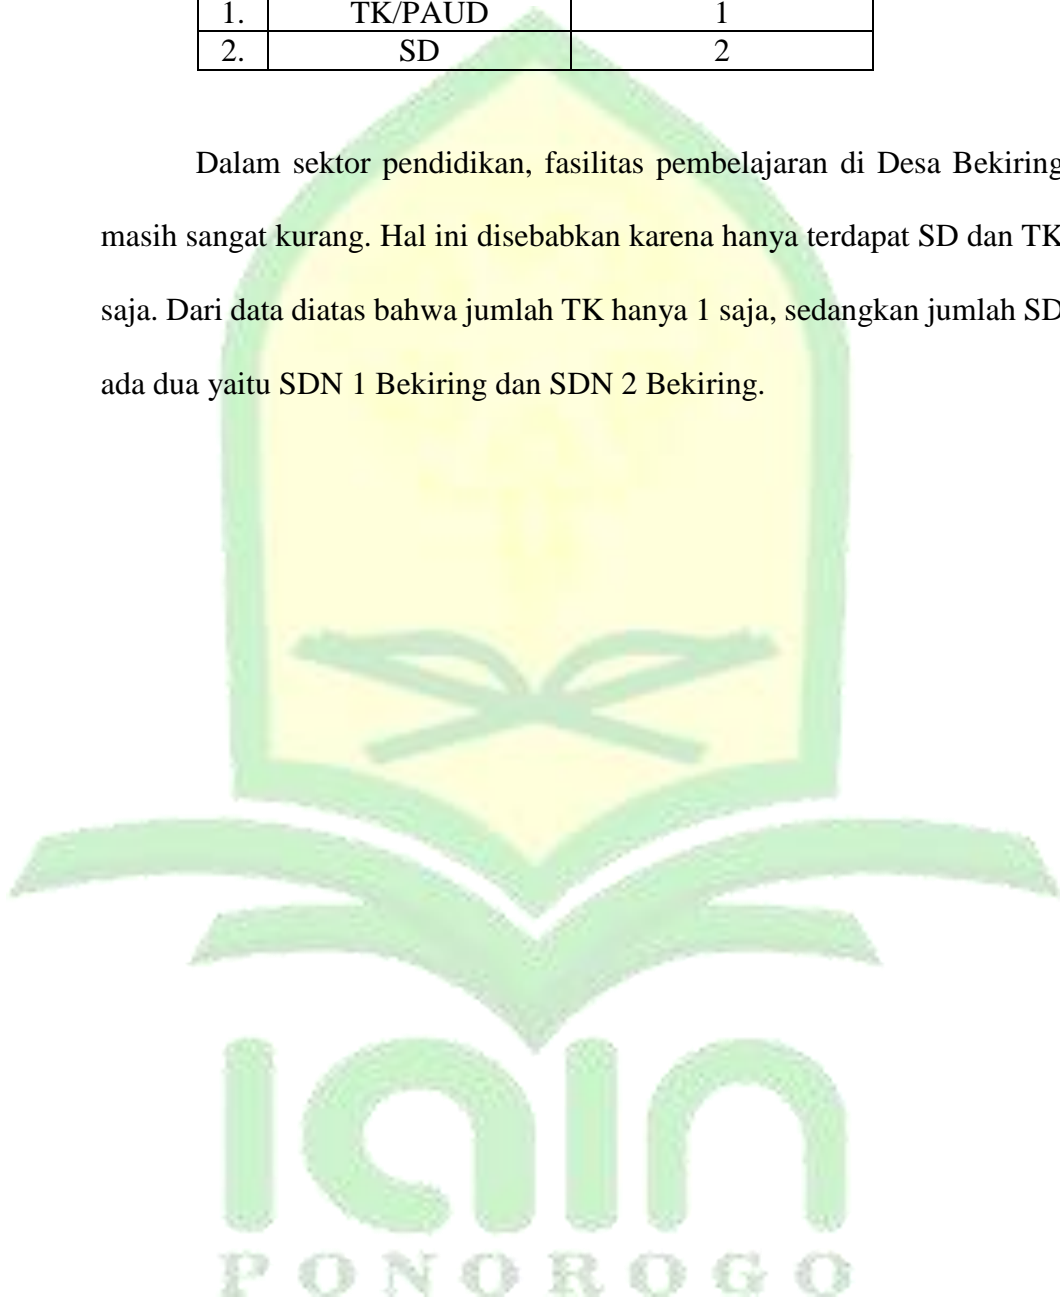 1. TK/PAUD 1
2. SD 2
Dalam sektor pendidikan, fasilitas pembelajaran di Desa Bekiring
masih sangat kurang. Hal ini disebabkan karena hanya terdapat SD dan TK
saja. Dari data diatas bahwa jumlah TK hanya 1 saja, sedangkan jumlah SD
ada dua yaitu SDN 1 Bekiring dan SDN 2 Bekiring.
iain
PONOROGO